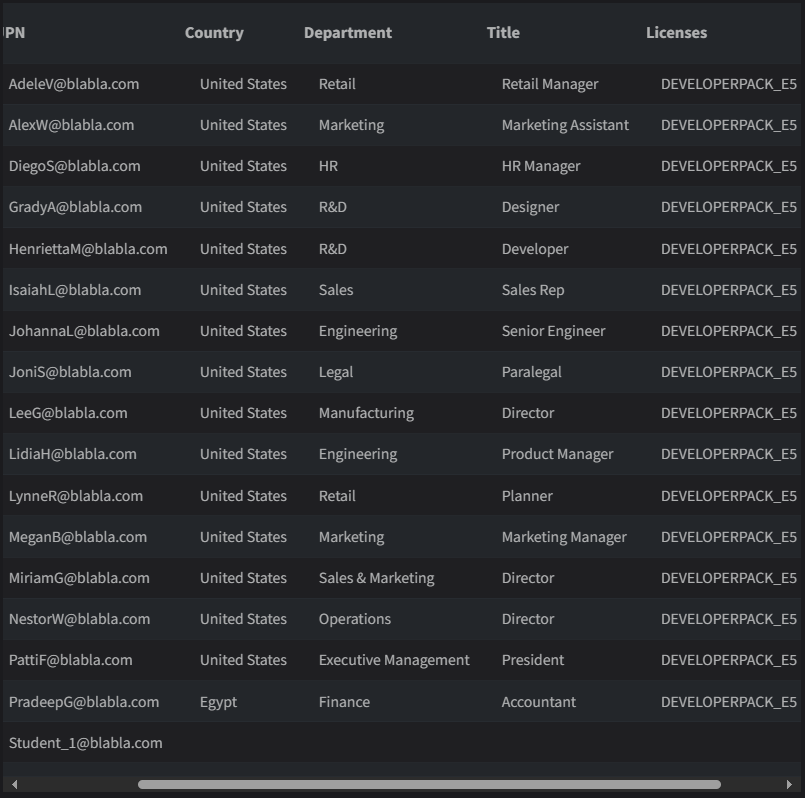 UPN Country Department Title Licenses
AdeleV@blabla.com United States Retail Retail Manager DEVELOPERPACK_E5
AlexW@blabla.com United States Marketing Marketing Assistant DEVELOPERPACK_E5
DiegoS@blabla.com United States HR HR Manager DEVELOPERPACK_E5
GradyA@blabla.com United States R&D Designer DEVELOPERPACK_E5
HenriettaM@blabla.com United States R&D Developer DEVELOPERPACK_E5
IsaiahL@blabla.com United States Sales Sales Rep DEVELOPERPACK_E5
JohannaL@blabla.com United States Engineering Senior Engineer DEVELOPERPACK_E5
JoniS@blabla.com United States Legal Paralegal DEVELOPERPACK_E5
LeeG@blabla.com United States Manufacturing Director DEVELOPERPACK_E5
LidiaH@blabla.com United States Engineering Product Manager DEVELOPERPACK_E5
LynneR@blabla.com United States Retail Planner DEVELOPERPACK_E5
MeganB@blabla.com United States Marketing Marketing Manager DEVELOPERPACK_E5
MiriamG@blabla.com United States Sales & Marketing Director DEVELOPERPACK_E5
NestorW@blabla.com United States Operations Director DEVELOPERPACK_E5
PattiF@blabla.com United States Executive Management President DEVELOPERPACK_E5
PradeepG@blabla.com Egypt Finance Accountant DEVELOPERPACK_E5
Student_1@blabla.com